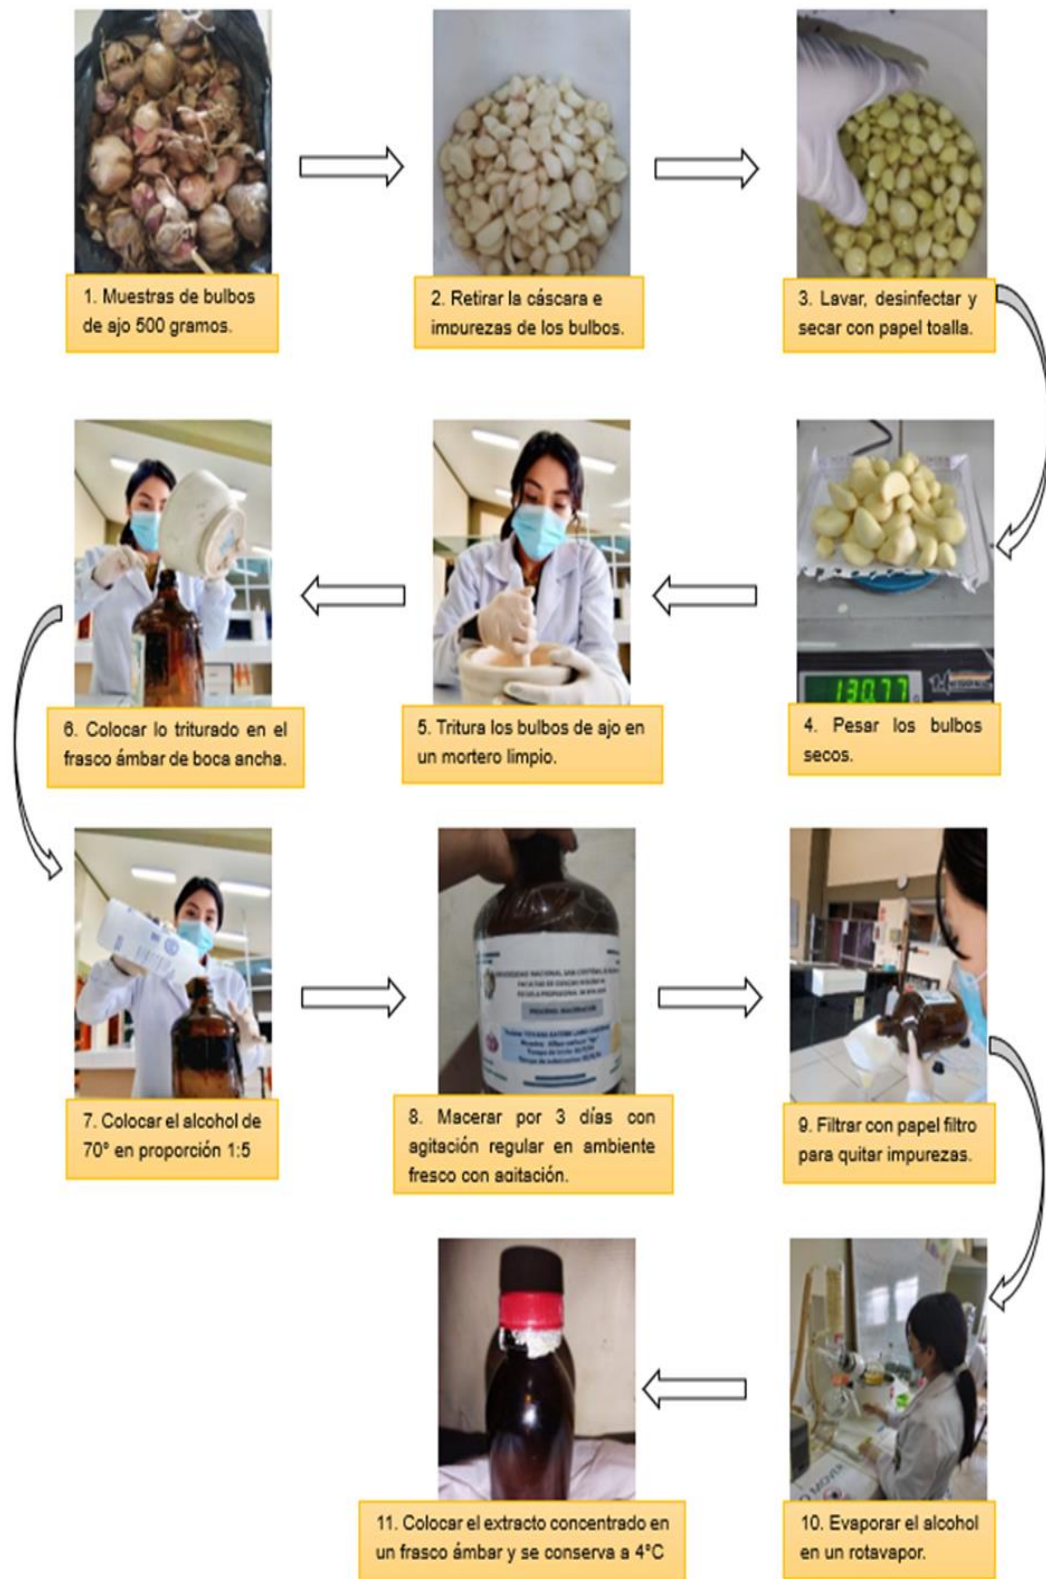 1. Muestras de bulbos
de ajo 500 gramos.
2. Retirar la cáscara e
impurezas de los bulbos.
3. Lavar, desinfectar y
secar con papel toalla.
130.77
4. Pesar los bulbos
secos.
5. Tritura los bulbos de ajo en
un mortero limpio.
6. Colocar lo triturado en el
frasco ámbar de boca ancha.
7. Colocar el alcohol de
70° en proporción 1:5
UNIVERSIDAD NACIONAL SAN CRISTÓBAL DE
8. Macerar por 3 días con
agitación regular en ambiente
fresco con agitación.
9. Filtrar con papel filtro
para quitar impurezas.
10. Evaporar el alcohol
en un rotavapor.
11. Colocar el extracto concentrado en
un frasco ámbar y se conserva a 4°C